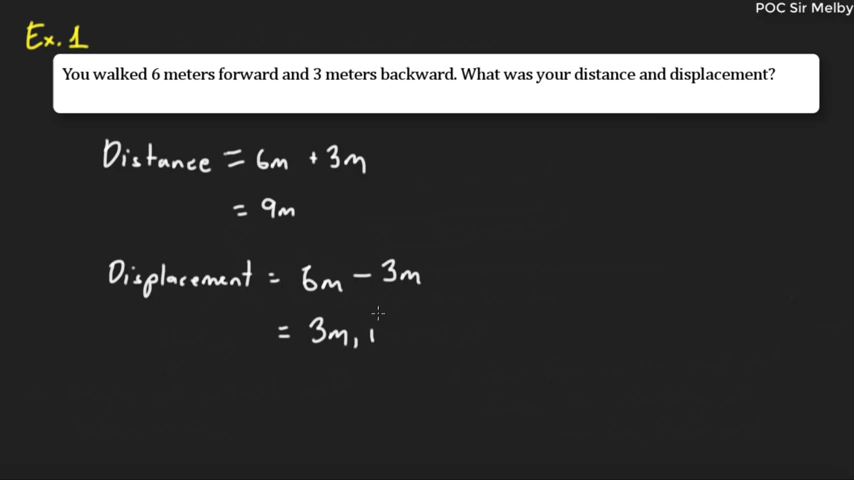 POC Sir Melby
Ex. 1
You walked 6 meters forward and 3 meters backward. What was your distance and displacement?
Distance = 6m + 3m
= 9m
Displacement = 6m - 3m
= 3m,